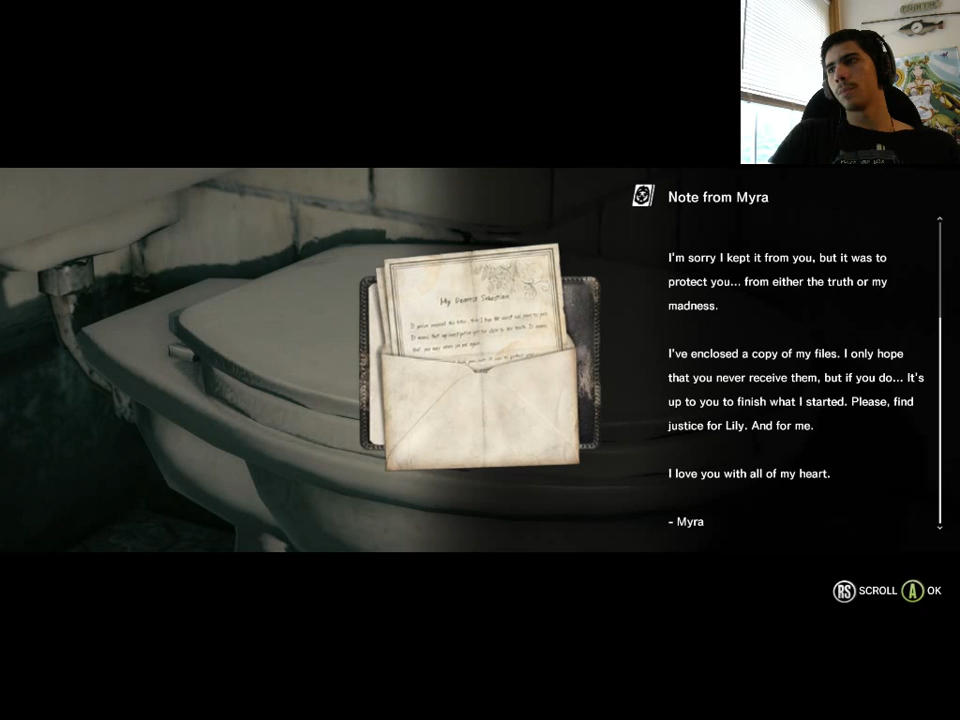 Note from Myra
I'm sorry I kept it from you, but it was to
protect you... from either the truth or my
madness.
I've enclosed a copy of my files. I only hope
that you never receive them, but if you do... It's
up to you to finish what I started. Please, find
justice for Lily. And for me.
I love you with all of my heart.
- Myra
My Dearest Sebastian
RS SCROLL A OK